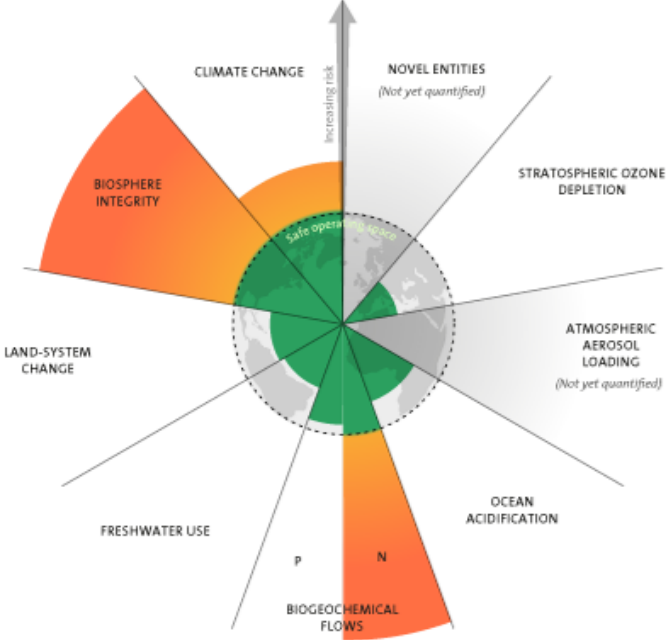 CLIMATE CHANGE
Increasing risk
NOVEL ENTITIES
(Not yet quantified)
STRATOSPHERIC OZONE
DEPLETION
BIOSPHERE
INTEGRITY
Safe operating space
ATMOSPHERIC
AEROSOL
LOADING
(Not yet quantified)
LAND-SYSTEM
CHANGE
FRESHWATER USE
OCEAN
ACIDIFICATION
P
N
BIOGEOCHEMICAL
FLOWS